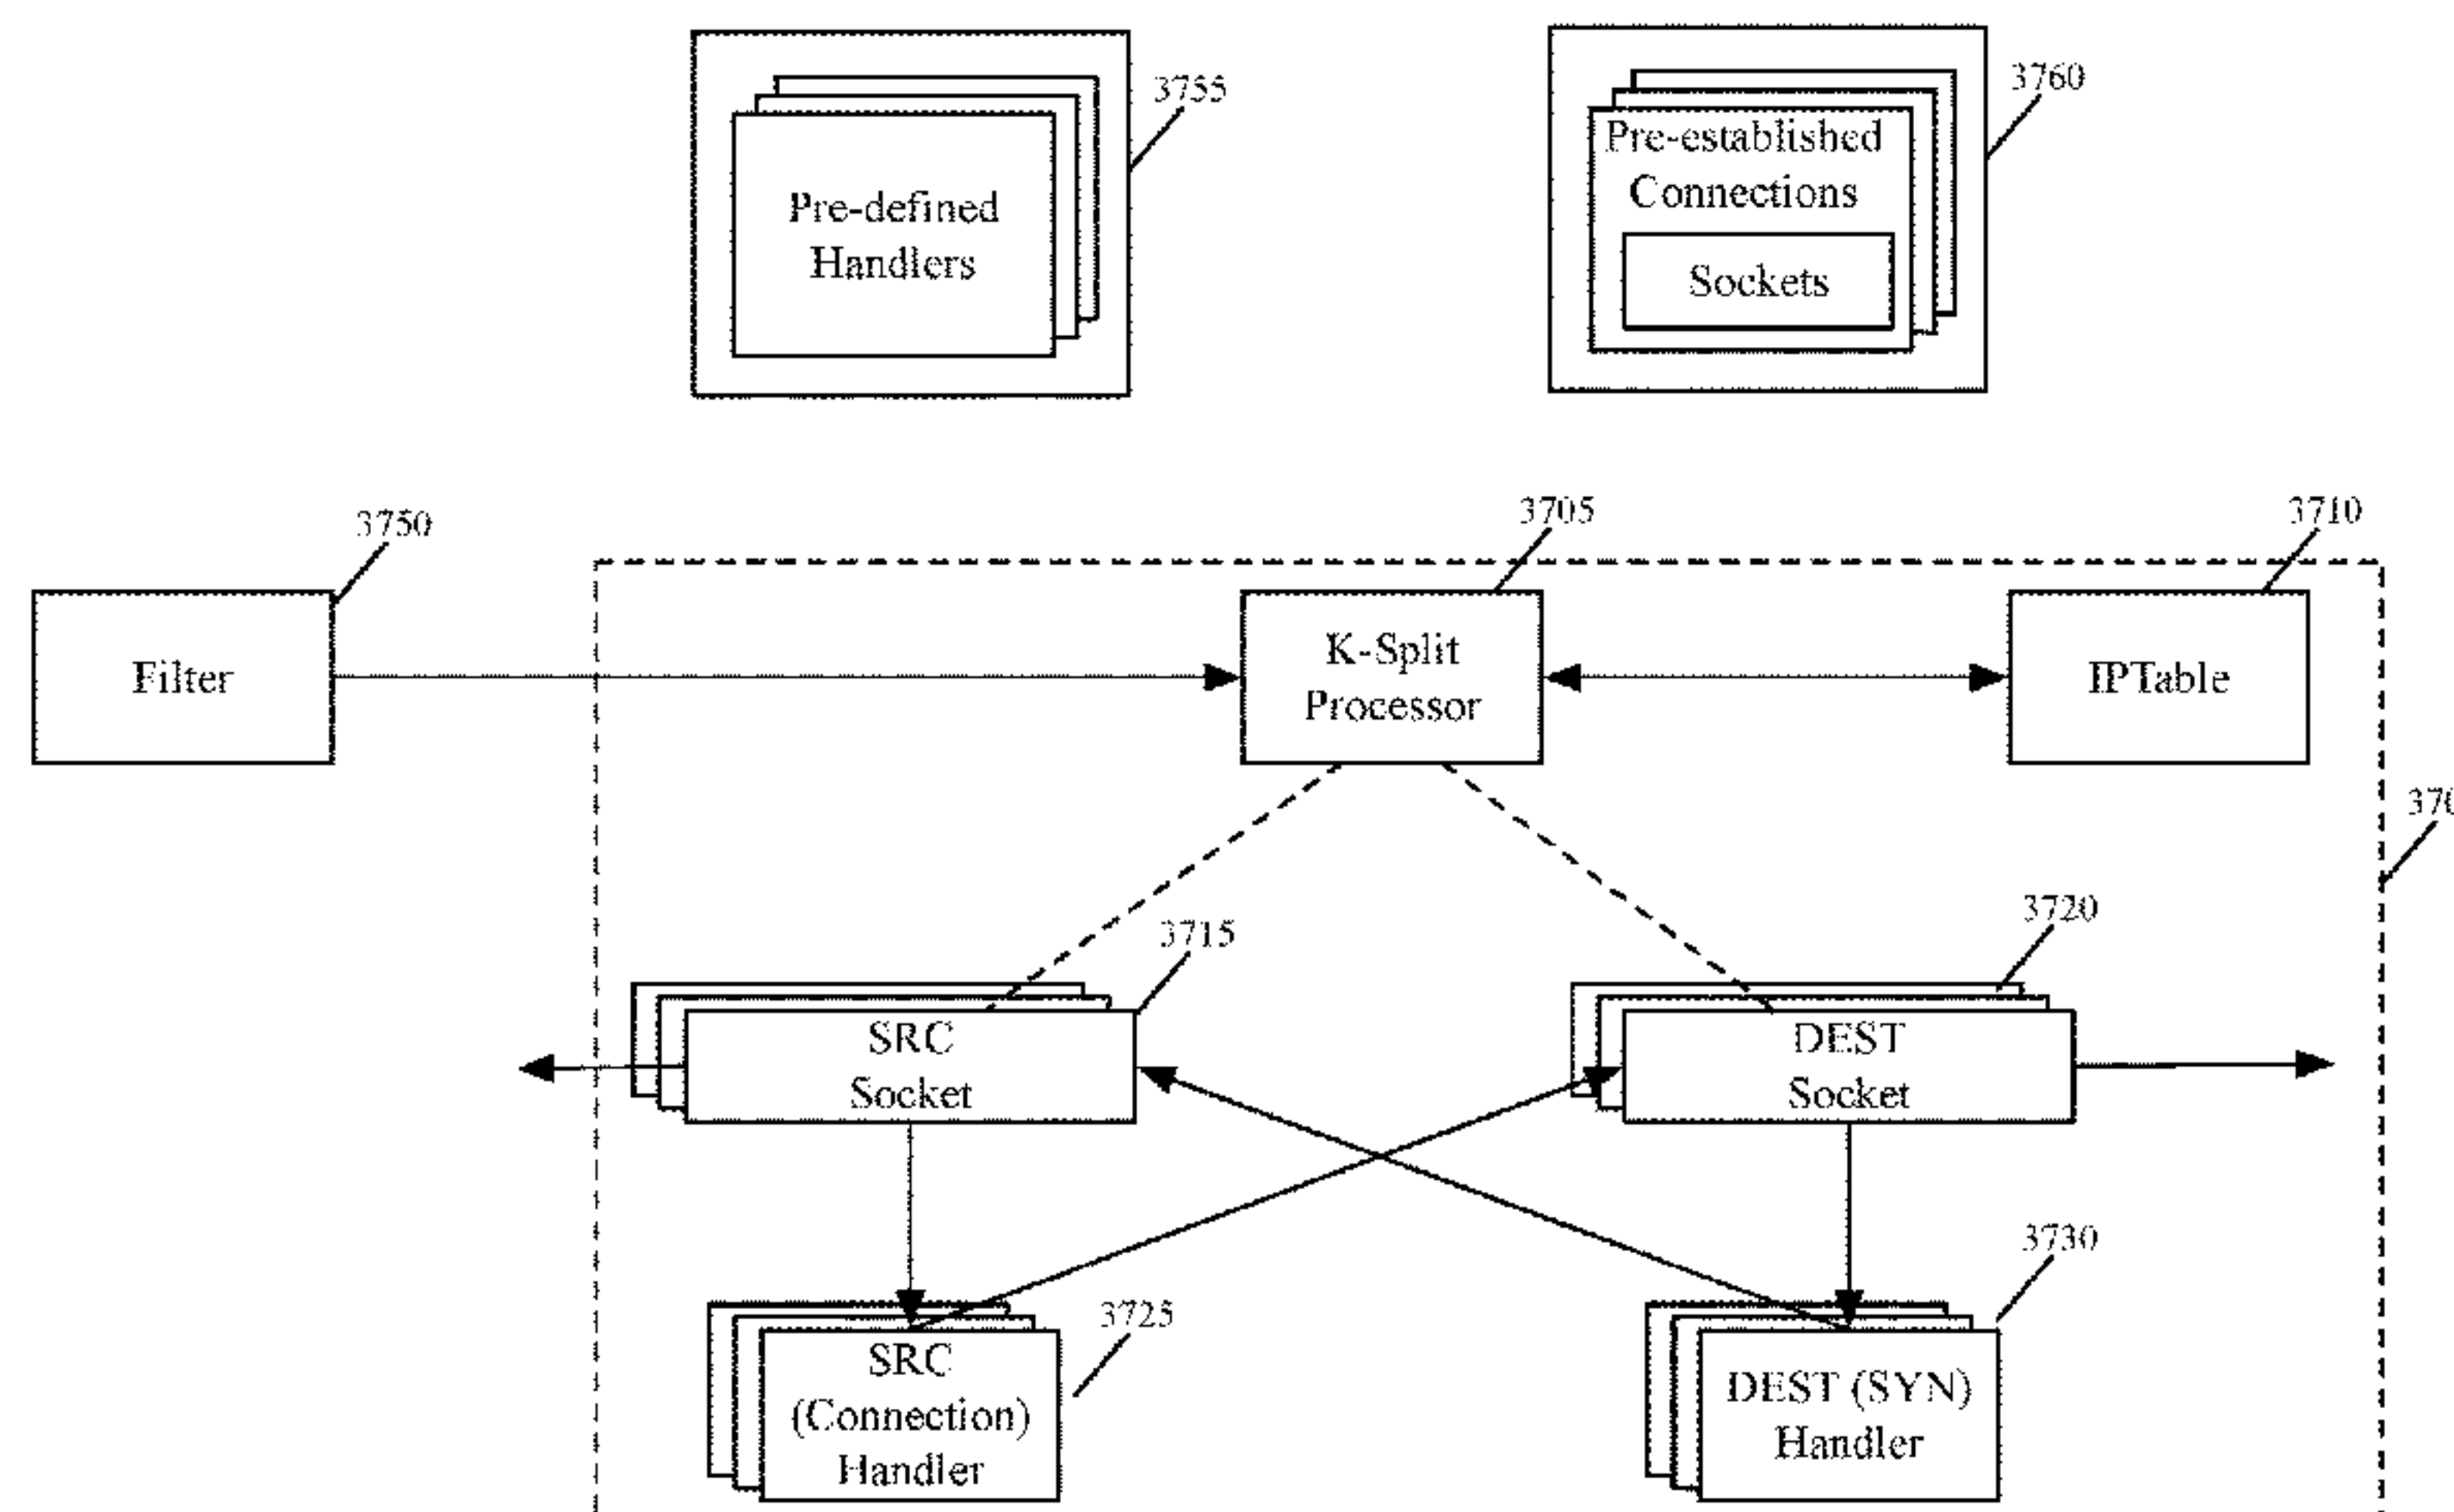 3755
3760
Pre-defined
Handlers
Pre-established
Connections
Sockets
3750
3705
3710
Filter
K-Split
Processor
IPTable
3715
3720
SRC
Socket
DEST
Socket
3725
3730
SRC
(Connection)
Handler
DEST (SYN)
Handler